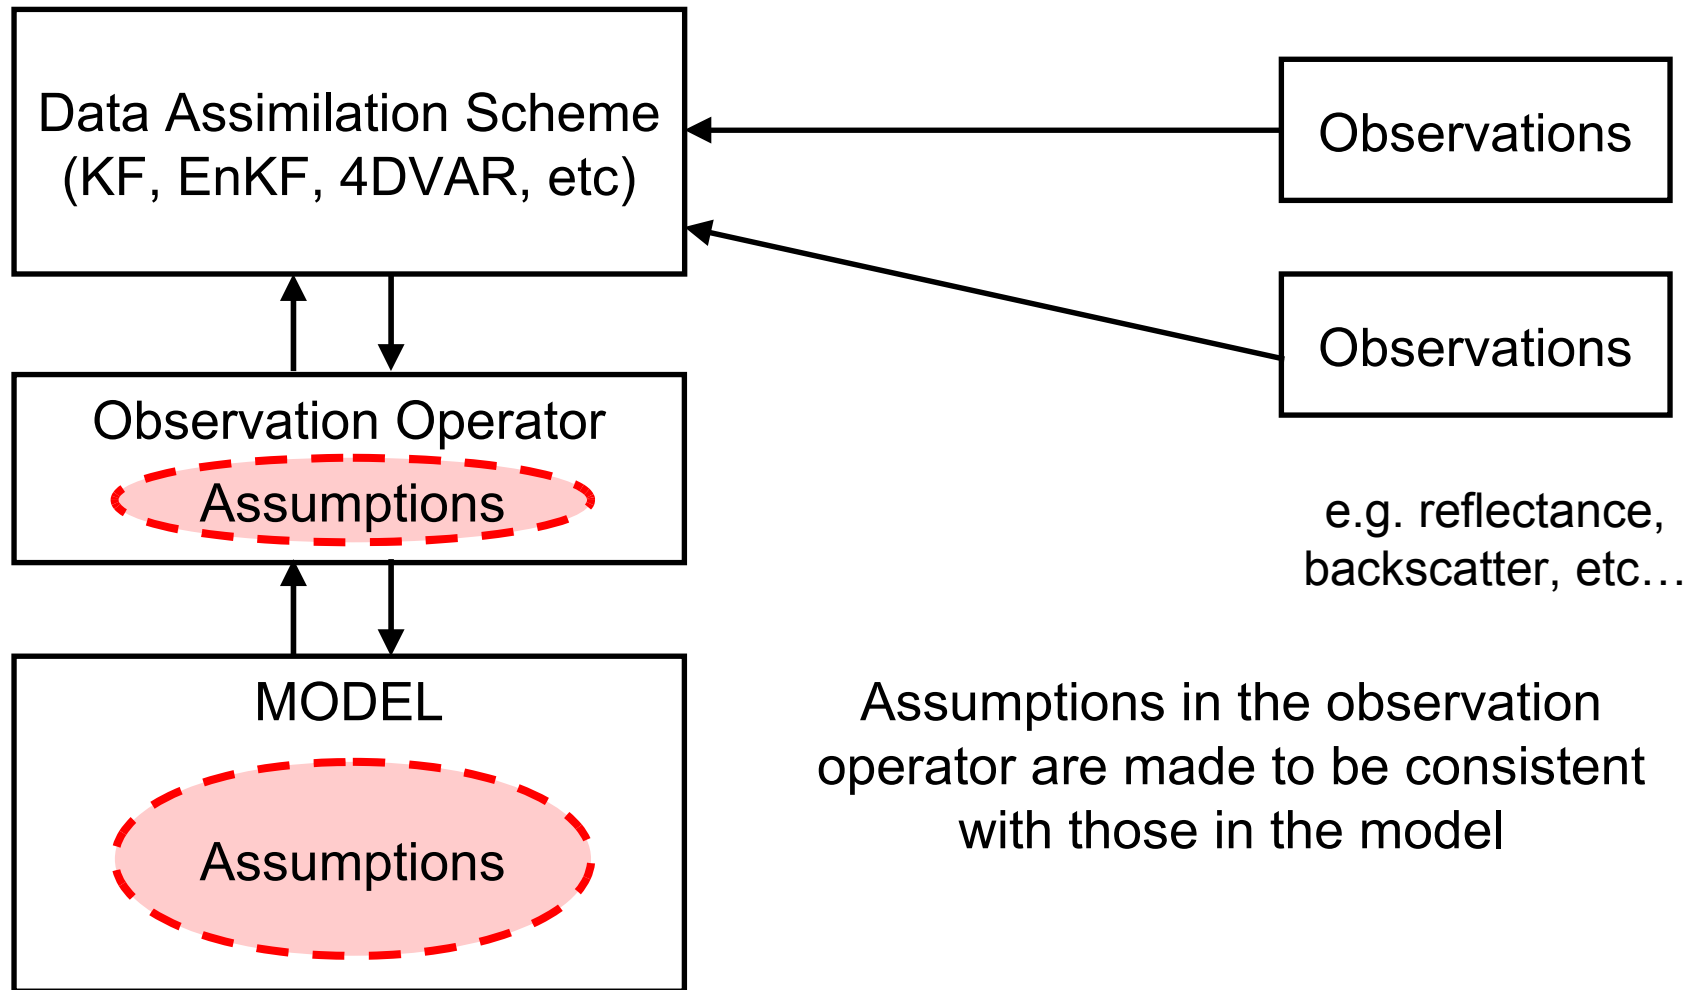 Data Assimilation Scheme
(KF, EnKF, 4DVAR, etc)
Observations
Observations
Observation Operator
Assumptions
e.g. reflectance,
backscatter, etc…
MODEL
Assumptions
Assumptions in the observation
operator are made to be consistent
with those in the model